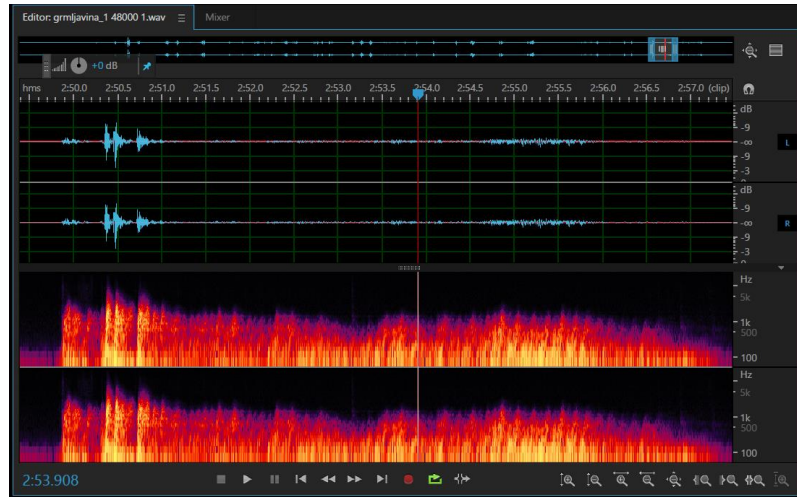 Editor: grmljavina_1 48000 1.wav Mixer
+0 dB
hms 2:50.0 2:50.5 2:51.0 2:51.5 2:52.0 2:52.5 2:53.0 2:53.5 2:54.0 2:54.5 2:55.0 2:55.5 2:56.0 2:56.5 2:57.0 (clip)
dB
-9
-∞ L
-9
-3
dB
-9
-∞ R
-9
-3
Hz
5k
1k
500
100
Hz
5k
1k
500
100
2:53.908